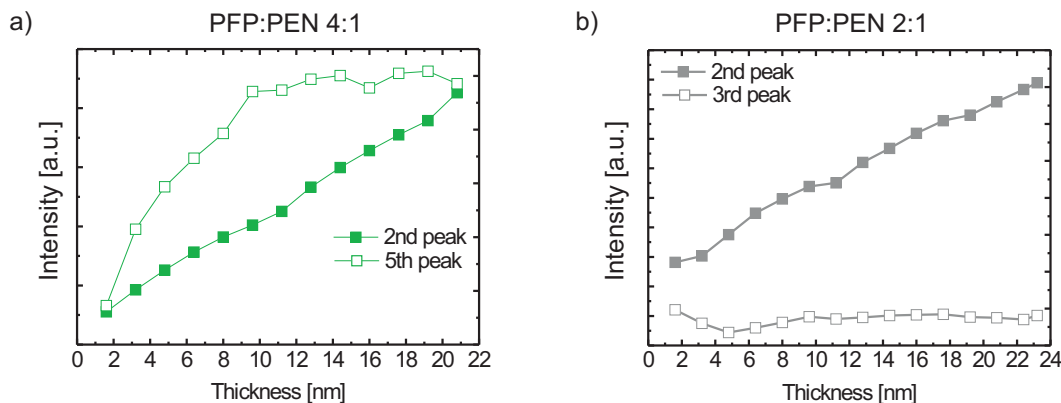 a)
PFP:PEN 4:1
Intensity [a.u.]
2nd peak
5th peak
0 2 4 6 8 10 12 14 16 18 20 22
Thickness [nm]
b)
PFP:PEN 2:1
2nd peak
3rd peak
Intensity [a.u.]
0 2 4 6 8 10 12 14 16 18 20 22 24
Thickness [nm]